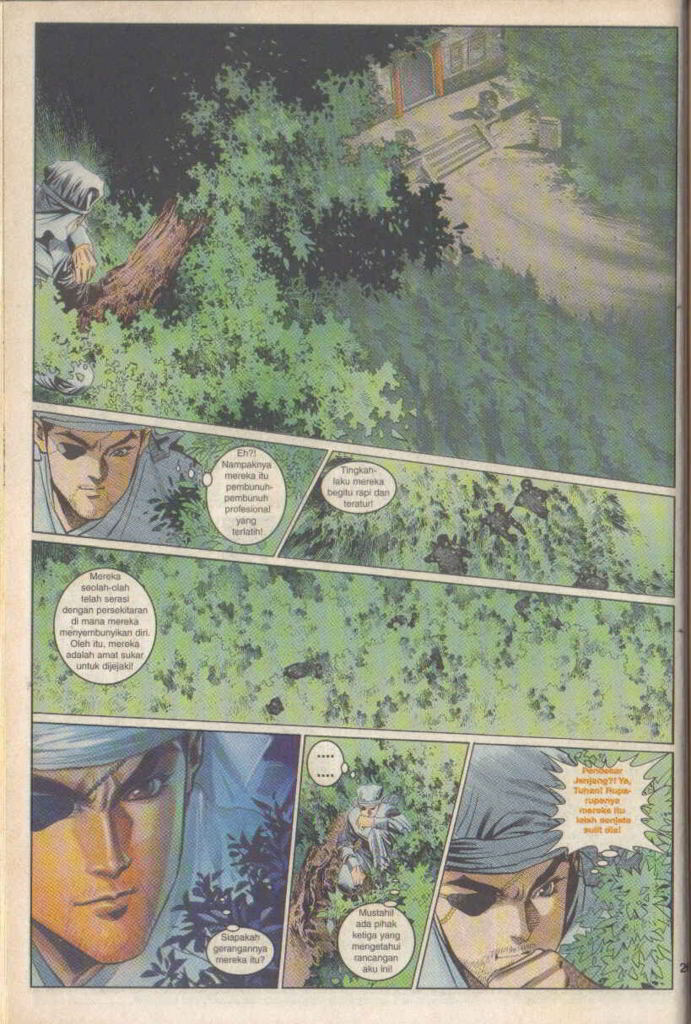 Eh?!
Nampaknya
mereka itu
pembunuh-
pembunuh
profesional
yang
terlatih!
Tingkah-
laku mereka
begitu rapi dan
teratur!
Mereka
seolah-olah
telah serasi
dengan persekitaran
di mana mereka
menyembunyikan diri.
Oleh itu, mereka
adalah amat sukar
untuk dijejaki!
Siapakah
gerangannya
mereka itu?
....
....
Mustahil
ada pihak
ketiga yang
mengetahui
rancangan
aku ini!
Pendekar
Janjang?! Ya,
Tuhan! Rupa-
rupanya
mereka itu
ialah senjata
sulit dia!